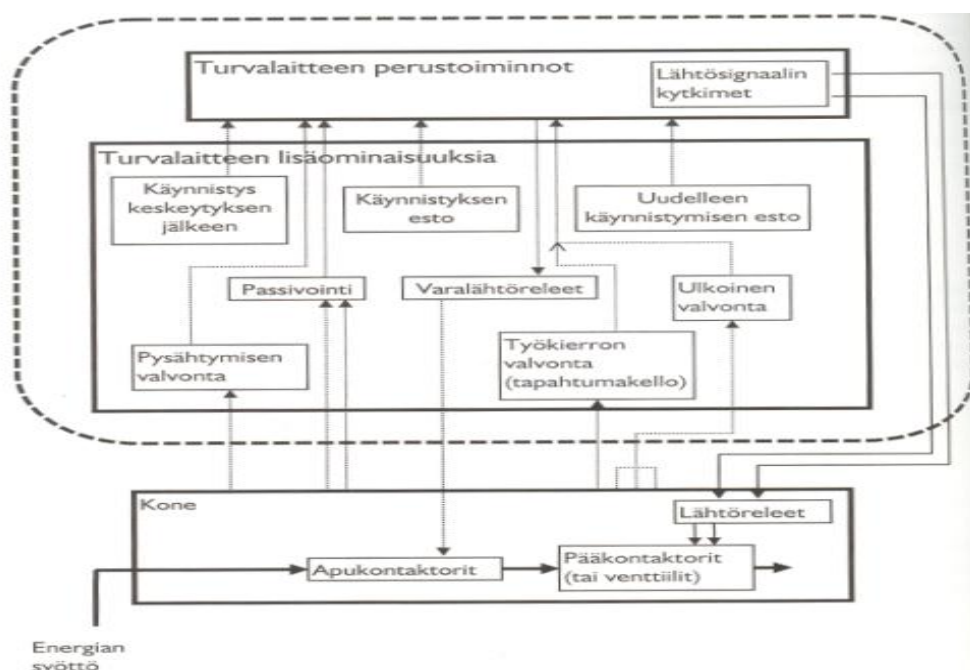 Turvalaitteen perustoiminnot
Lähtösignaalin
kytkimet
Turvalaitteen lisäominaisuuksia
Käynnistys
keskeytyksen
jälkeen
Käynnistyksen
esto
Uudelleen
käynnistymisen esto
Passivointi
Varalähtöreleet
Ulkoinen
valvonta
Pysähtymisen
valvonta
Työkierron
valvonta
(tapahtumakello)
Kone
Lähtöreleet
Apukontaktorit
Pääkontaktorit
(tai venttiilit)
Energian
syöttö